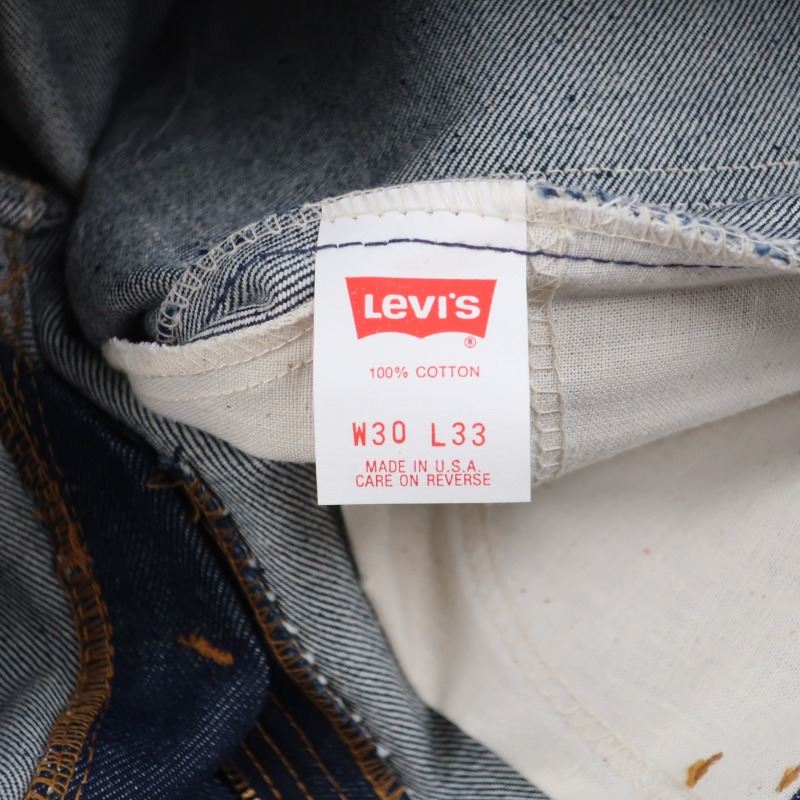 LEVI'S
®
100% COTTON
W30 L33
MADE IN U.S.A.
CARE ON REVERSE